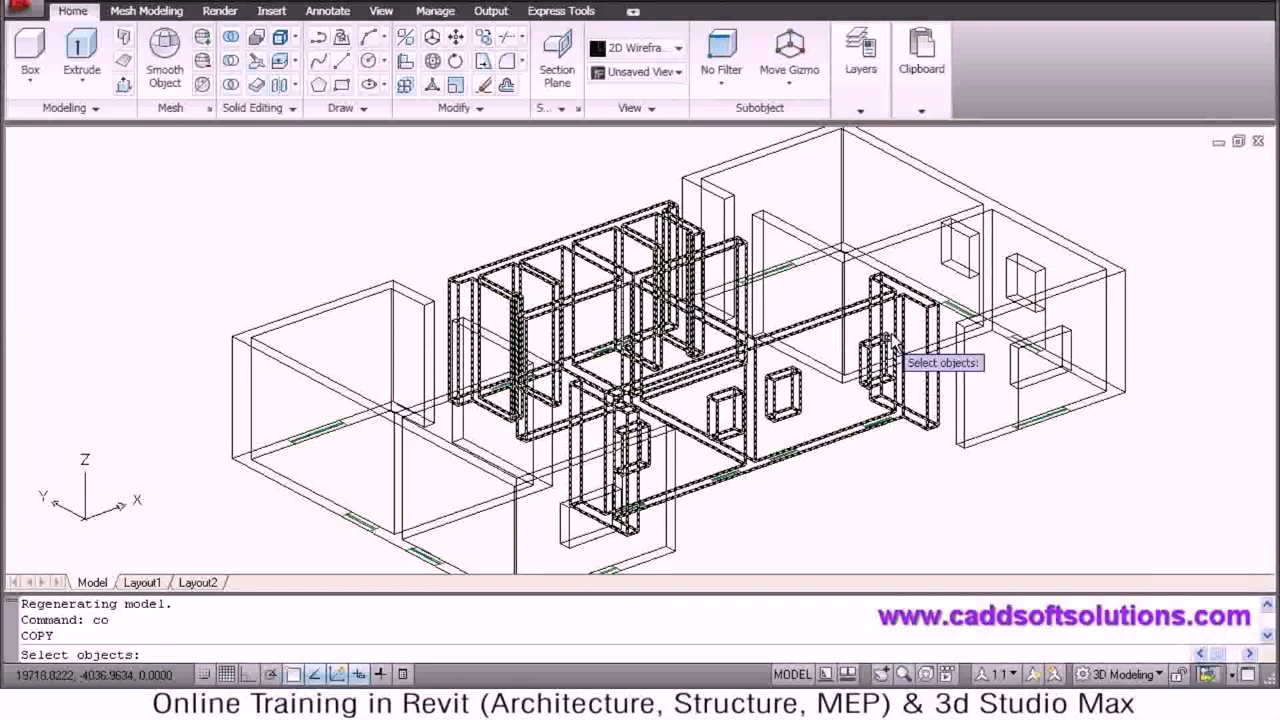 Home Mesh Modeling Render Insert Annotate View Manage Output Express Tools
2D Wirefra...
Unsaved View
Box Extrude Smooth Object Section Plane No Filter Move Gizmo Layers Clipboard
Modeling Mesh Solid Editing Draw Modify S... View Subobject
Select objects:
Z
Y
X
Model Layout1 Layout2
Regenerating model.
Command: co
COPY
Select objects:
www.caddsoftsolutions.com
19718.8222, -4036.9634, 0.0000 MODEL 1:1 3D Modeling
Online Training in Revit (Architecture, Structure, MEP) & 3d Studio Max